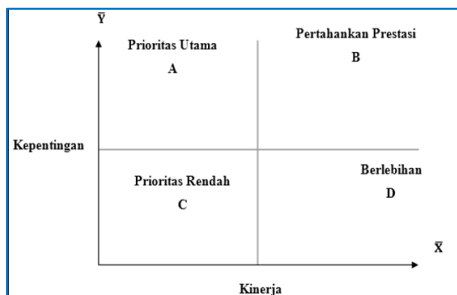 Ȳ
Prioritas Utama
A
Pertahankan Prestasi
B
Kepentingan
Prioritas Rendah
C
Berlebihan
D
X̄
Kinerja